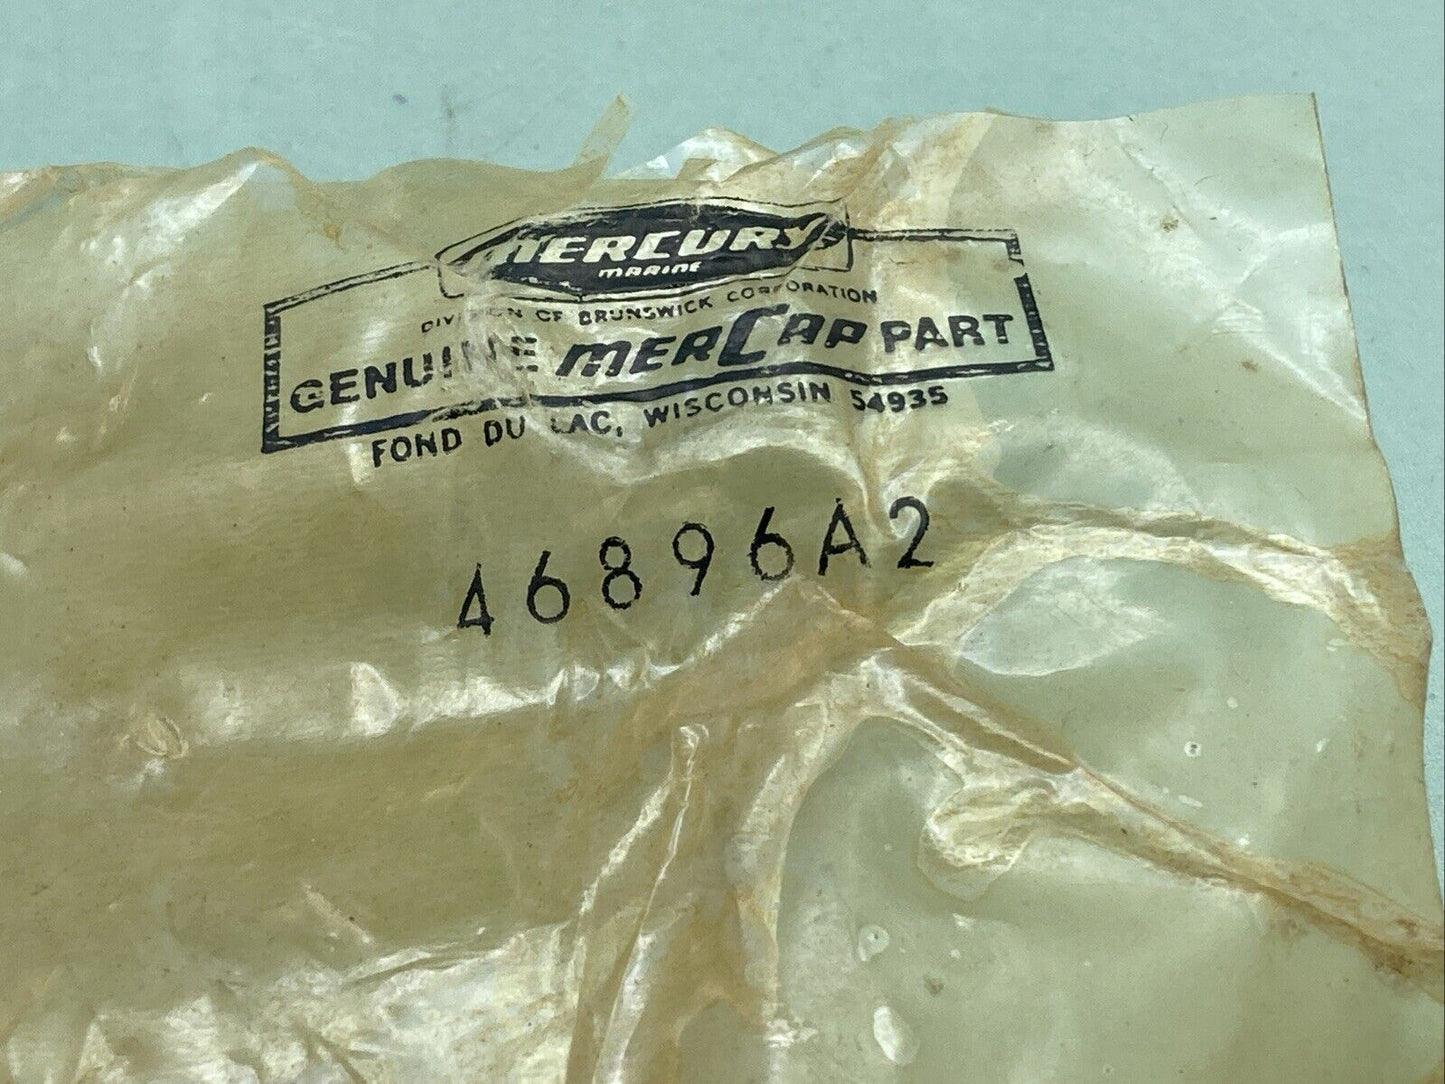 MERCURY
MARINE
DIVISION OF BRUNSWICK CORPORATION
GENUINE MERCAP PART
FOND DU LAC, WISCONSIN 54935
46896A2